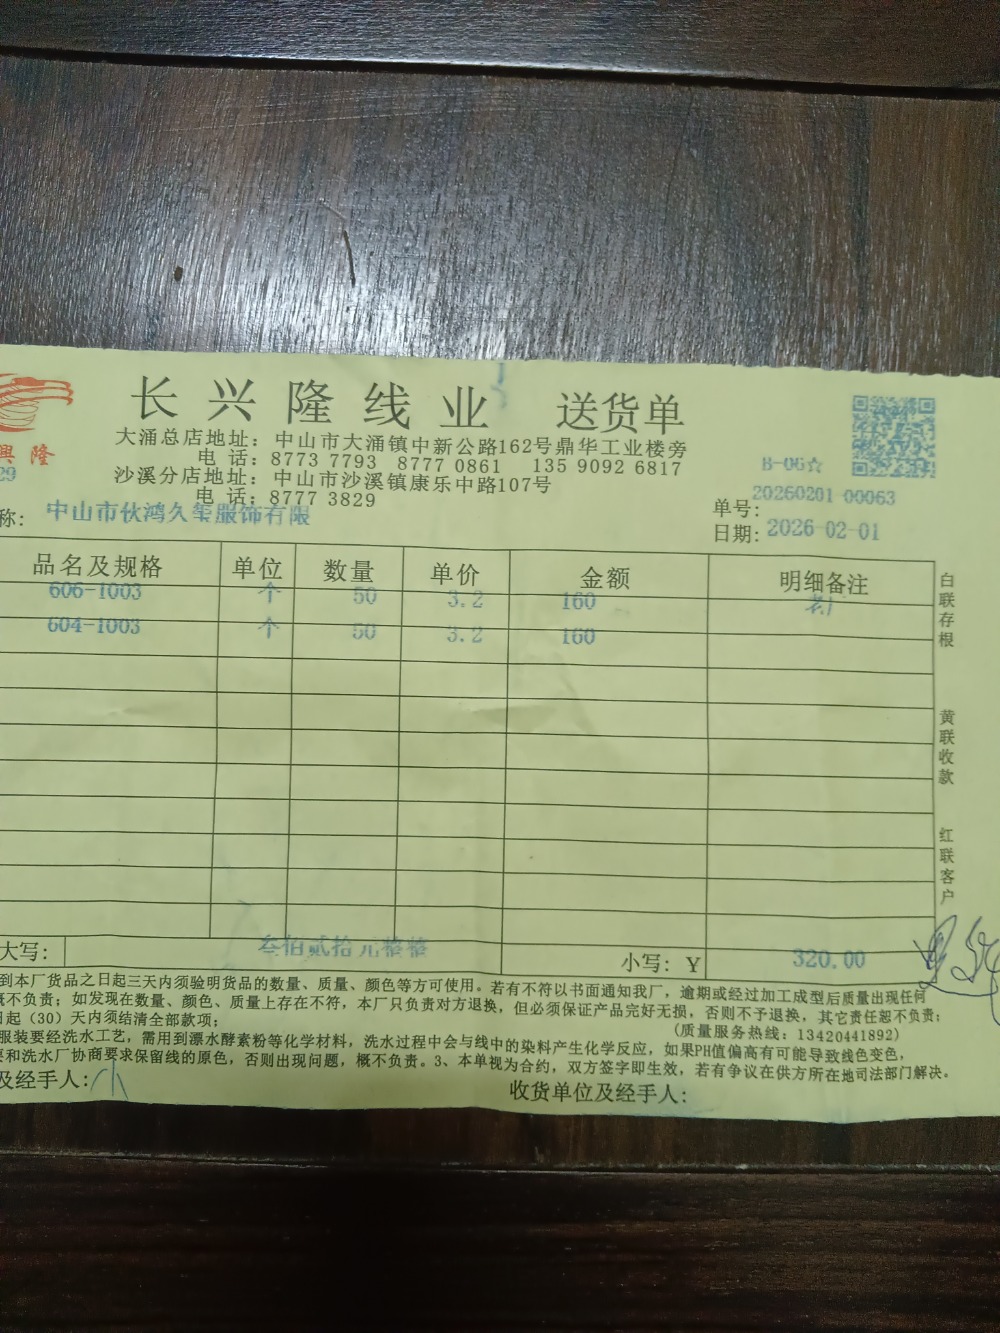 长兴隆线业 送货单
興隆
大涌总店地址：中山市大涌镇中新公路162号鼎华工业楼旁
电 话：8773 7793 8777 0861 135 9092 6817
沙溪分店地址：中山市沙溪镇康乐中路107号
电 话：8777 3829
29
B-06☆
称：中山市伙鸿久玺服饰有限
单号：20260201-00063
日期：2026-02-01
品名及规格 单位 数量 单价 金额 明细备注
606-1003 个 50 3.2 160 老厂
604-1003 个 50 3.2 160
白联存根
黄联收款
红联客户
大写： 叁佰贰拾元整整 小写：Y 320.00
到本厂货品之日起三天内须验明货品的数量、质量、颜色等方可使用。若有不符以书面通知我厂，逾期或经过加工成型后质量出现任何
概不负责；如发现在数量、颜色、质量上存在不符，本厂只负责对方退换，但必须保证产品完好无损，否则不予退换，其它责任恕不负责；
日起（30）天内须结清全部款项；
(质量服务热线：13420441892)
服装要经洗水工艺，需用到漂水酵素粉等化学材料，洗水过程中会与线中的染料产生化学反应，如果PH值偏高有可能导致线色变色，
要和洗水厂协商要求保留线的原色，否则出现问题，概不负责。3、本单视为合约，双方签字即生效，若有争议在供方所在地司法部门解决。
及经手人：小
收货单位及经手人：